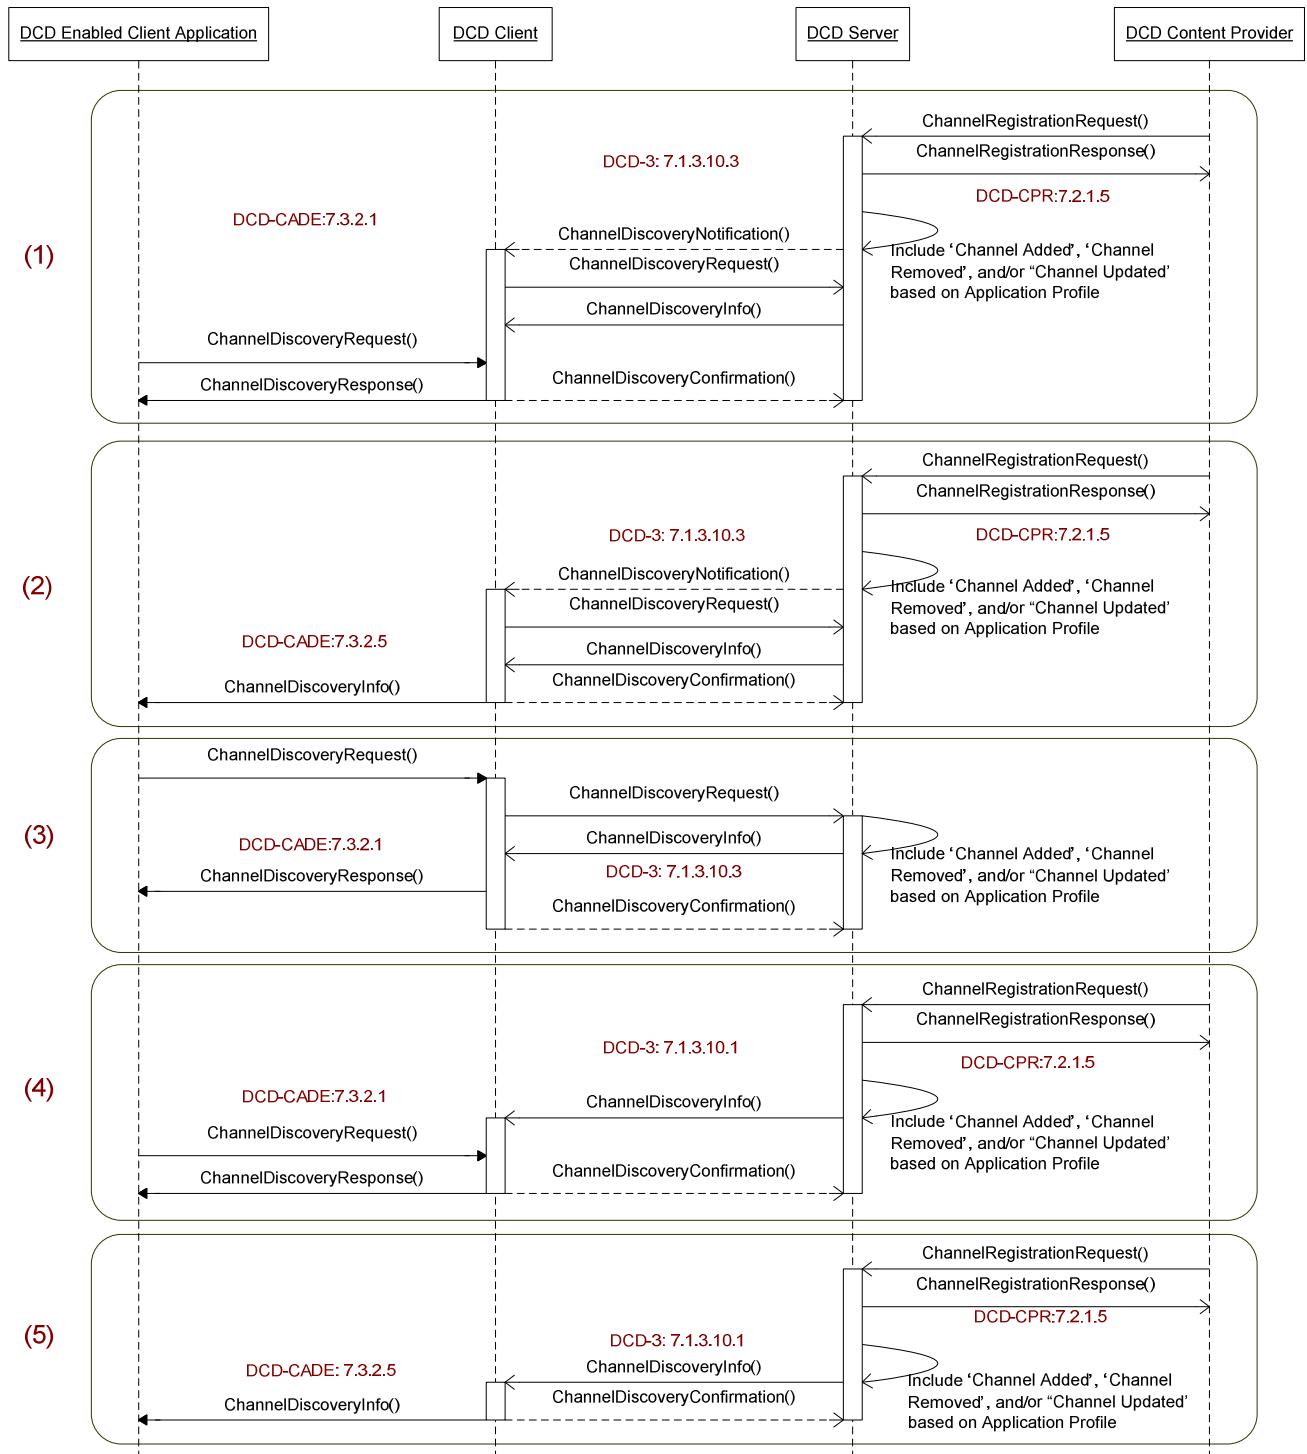 DCD Enabled Client Application
DCD Client
DCD Server
DCD Content Provider
(1)
ChannelRegistrationRequest()
ChannelRegistrationResponse()
DCD-3: 7.1.3.10.3
DCD-CPR:7.2.1.5
DCD-CADE:7.3.2.1
ChannelDiscoveryNotification()
Include ‘Channel Added’, ‘Channel
Removed’, and/or “Channel Updated’
based on Application Profile
ChannelDiscoveryRequest()
ChannelDiscoveryInfo()
ChannelDiscoveryRequest()
ChannelDiscoveryConfirmation()
ChannelDiscoveryResponse()
(2)
ChannelRegistrationRequest()
ChannelRegistrationResponse()
DCD-3: 7.1.3.10.3
DCD-CPR:7.2.1.5
ChannelDiscoveryNotification()
Include ‘Channel Added’, ‘Channel
Removed’, and/or “Channel Updated’
based on Application Profile
ChannelDiscoveryRequest()
DCD-CADE:7.3.2.5
ChannelDiscoveryInfo()
ChannelDiscoveryConfirmation()
ChannelDiscoveryInfo()
(3)
ChannelDiscoveryRequest()
ChannelDiscoveryRequest()
DCD-CADE:7.3.2.1
ChannelDiscoveryInfo()
Include ‘Channel Added’, ‘Channel
Removed’, and/or “Channel Updated’
based on Application Profile
DCD-3: 7.1.3.10.3
ChannelDiscoveryResponse()
ChannelDiscoveryConfirmation()
(4)
ChannelRegistrationRequest()
ChannelRegistrationResponse()
DCD-3: 7.1.3.10.1
DCD-CPR:7.2.1.5
DCD-CADE:7.3.2.1
ChannelDiscoveryInfo()
Include ‘Channel Added’, ‘Channel
Removed’, and/or “Channel Updated’
based on Application Profile
ChannelDiscoveryRequest()
ChannelDiscoveryConfirmation()
ChannelDiscoveryResponse()
(5)
ChannelRegistrationRequest()
ChannelRegistrationResponse()
DCD-CPR:7.2.1.5
DCD-3: 7.1.3.10.1
DCD-CADE: 7.3.2.5
ChannelDiscoveryInfo()
Include ‘Channel Added’, ‘Channel
Removed’, and/or “Channel Updated’
based on Application Profile
ChannelDiscoveryConfirmation()
ChannelDiscoveryInfo()